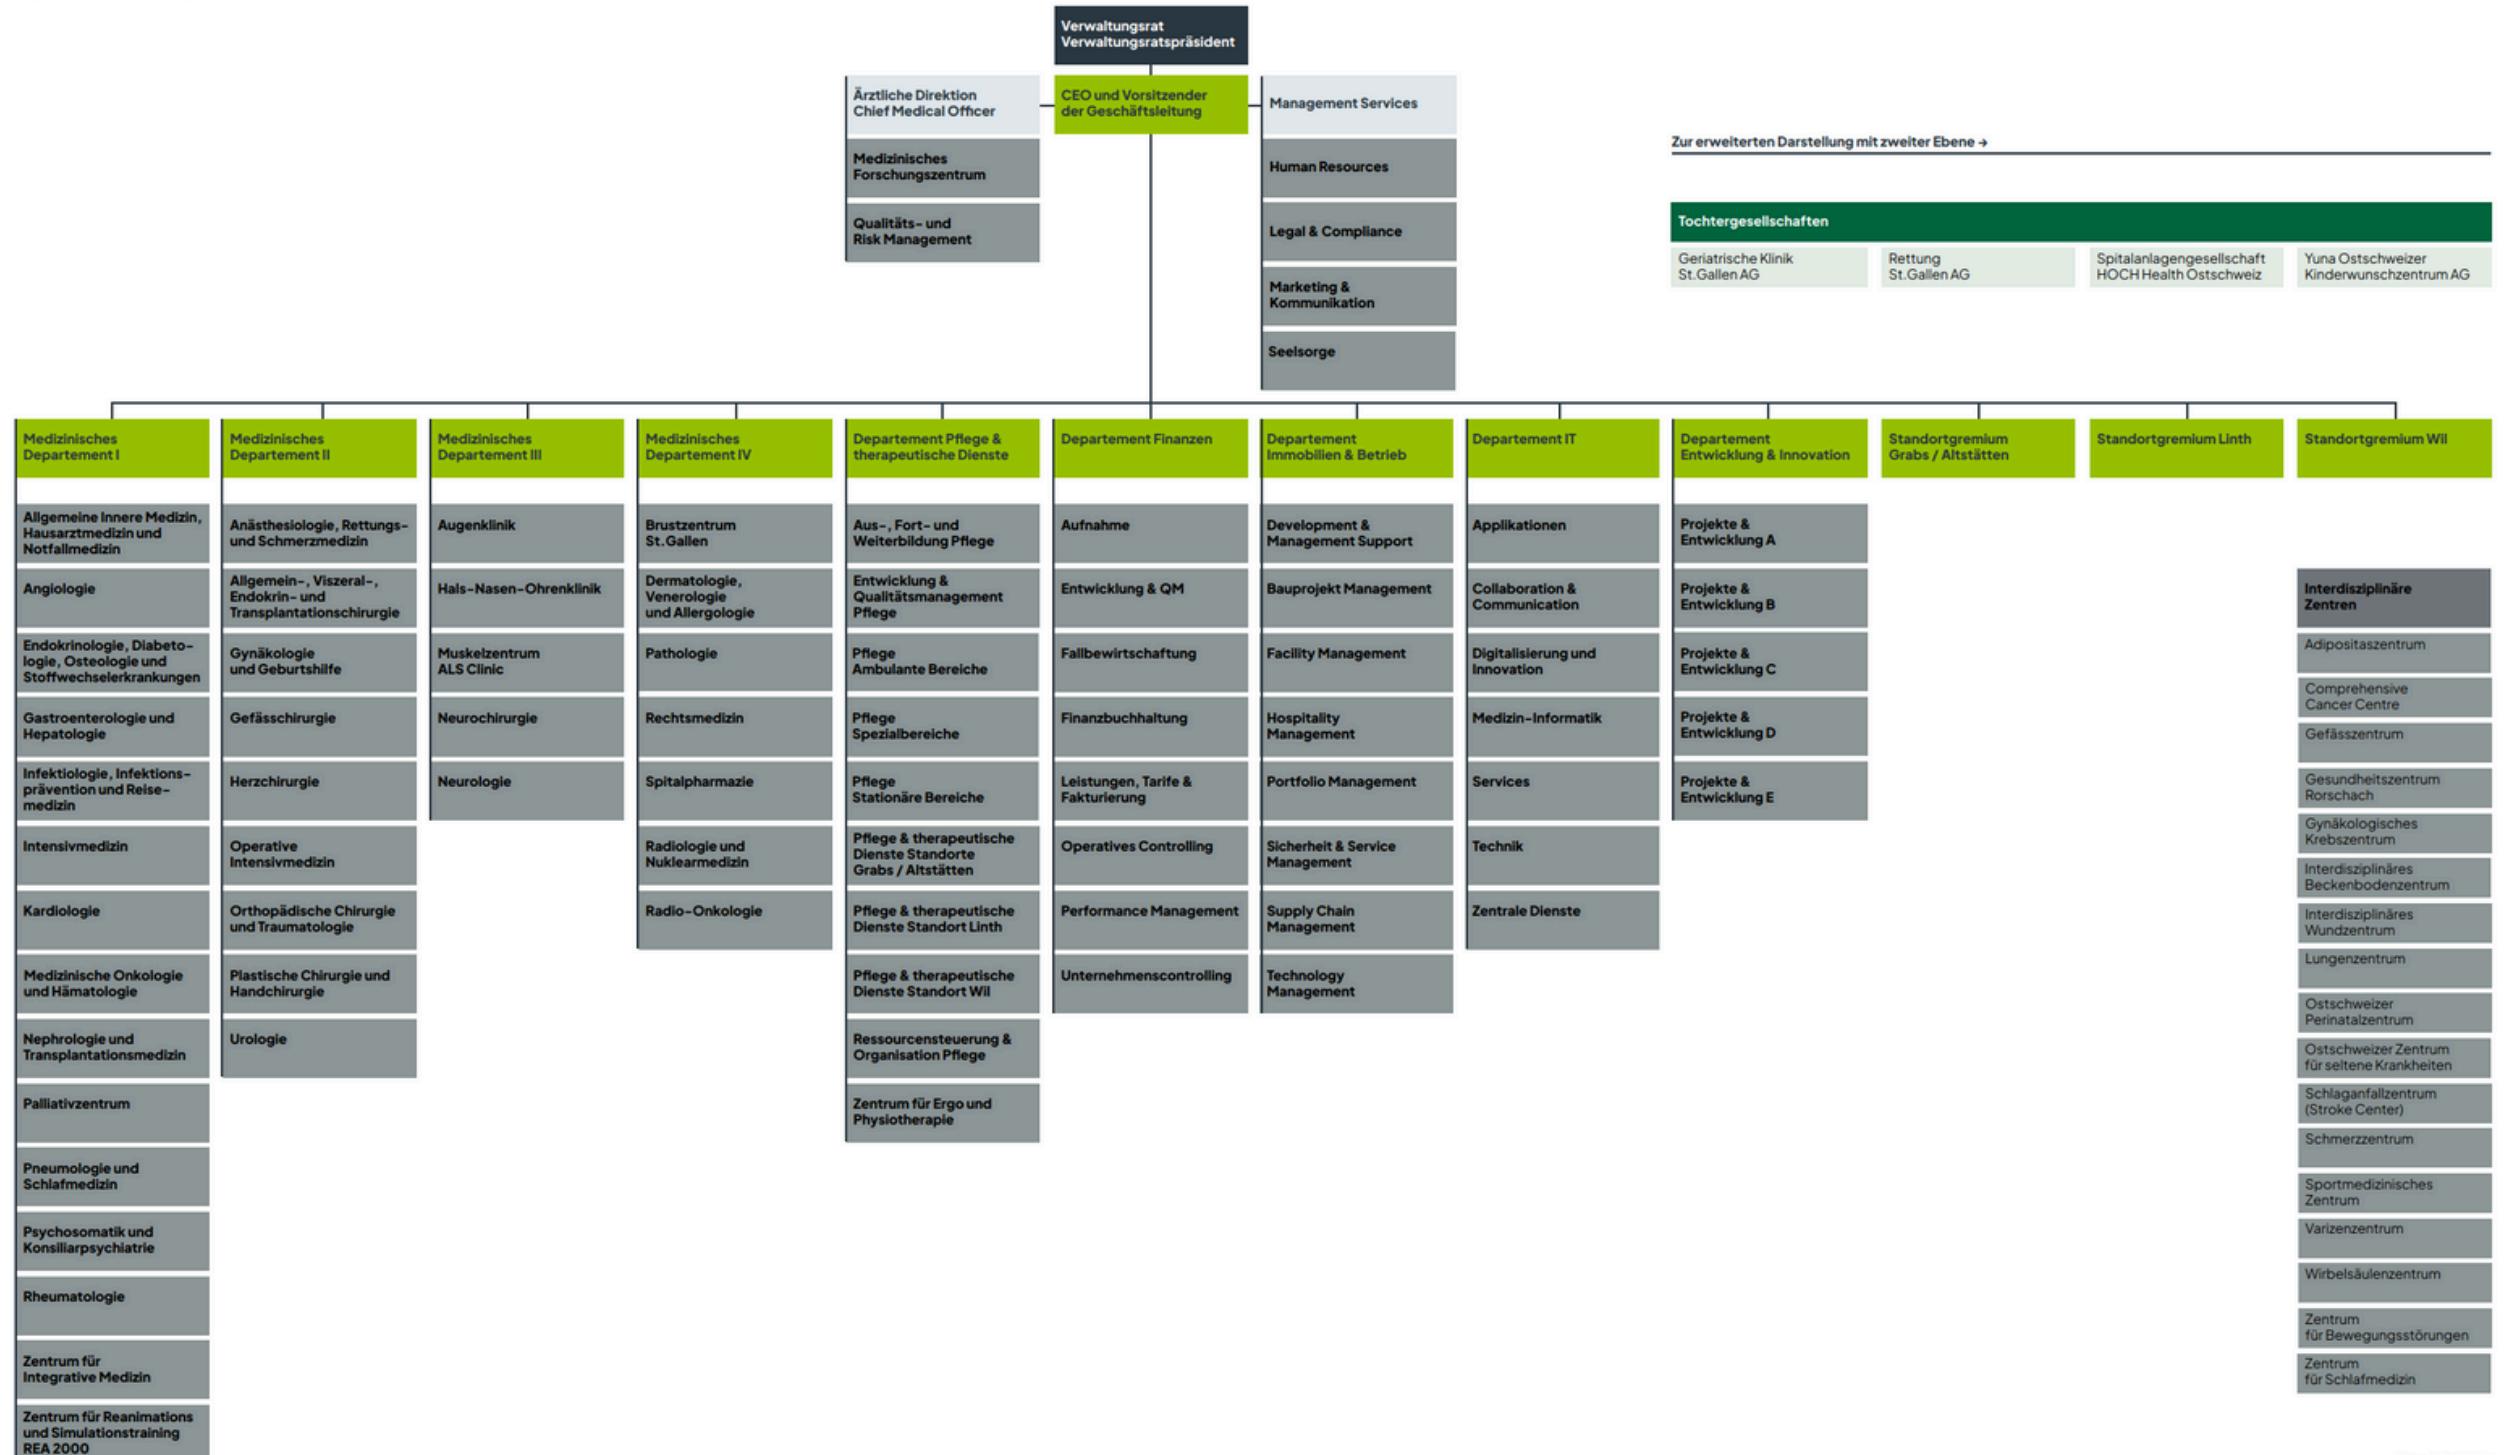 Verwaltungsrat
Verwaltungsratspräsident
Ärztliche Direktion
Chief Medical Officer
CEO und Vorsitzender
der Geschäftsleitung
Management Services
Medizinisches
Forschungszentrum
Qualitäts- und
Risk Management
Human Resources
Legal & Compliance
Marketing &
Kommunikation
Seelsorge
Zur erweiterten Darstellung mit zweiter Ebene →
Tochtergesellschaften
Geriatrische Klinik
St.Gallen AG
Rettung
St.Gallen AG
Spitalanlagengesellschaft
HOCH Health Ostschweiz
Yuna Ostschweizer
Kinderwunschzentrum AG
Medizinisches
Departement I
Allgemeine Innere Medizin,
Hausarztmedizin und
Notfallmedizin
Angiologie
Endokrinologie, Diabeto-
logie, Osteologie und
Stoffwechselerkrankungen
Gastroenterologie und
Hepatologie
Infektiologie, Infektions-
prävention und Reise-
medizin
Intensivmedizin
Kardiologie
Medizinische Onkologie
und Hämatologie
Nephrologie und
Transplantationsmedizin
Palliativzentrum
Pneumologie und
Schlafmedizin
Psychosomatik und
Konsiliarpsychiatrie
Rheumatologie
Zentrum für
Integrative Medizin
Zentrum für Reanimations
und Simulationstraining
REA 2000
Medizinisches
Departement II
Anästhesiologie, Rettungs-
und Schmerzmedizin
Allgemein-, Viszeral-,
Endokrin- und
Transplantationschirurgie
Gynäkologie
und Geburtshilfe
Gefässchirurgie
Herzchirurgie
Operative
Intensivmedizin
Orthopädische Chirurgie
und Traumatologie
Plastische Chirurgie und
Handchirurgie
Urologie
Medizinisches
Departement III
Augenklinik
Hals-Nasen-Ohrenklinik
Muskelzentrum
ALS Clinic
Neurochirurgie
Neurologie
Medizinisches
Departement IV
Brustzentrum
St.Gallen
Dermatologie,
Venerologie
und Allergologie
Pathologie
Rechtsmedizin
Spitalpharmazie
Radiologie und
Nuklearmedizin
Radio-Onkologie
Departement Pflege &
therapeutische Dienste
Aus-, Fort- und
Weiterbildung Pflege
Entwicklung &
Qualitätsmanagement
Pflege
Pflege
Ambulante Bereiche
Pflege
Spezialbereiche
Pflege
Stationäre Bereiche
Pflege & therapeutische
Dienste Standorte
Grabs / Altstätten
Pflege & therapeutische
Dienste Standort Linth
Pflege & therapeutische
Dienste Standort Wil
Ressourcensteuerung &
Organisation Pflege
Zentrum für Ergo und
Physiotherapie
Departement Finanzen
Aufnahme
Entwicklung & QM
Fallbewirtschaftung
Finanzbuchhaltung
Leistungen, Tarife &
Fakturierung
Operatives Controlling
Performance Management
Unternehmenscontrolling
Departement
Immobilien & Betrieb
Development &
Management Support
Bauprojekt Management
Facility Management
Hospitality
Management
Portfolio Management
Sicherheit & Service
Management
Supply Chain
Management
Technology
Management
Departement IT
Applikationen
Collaboration &
Communication
Digitalisierung und
Innovation
Medizin-Informatik
Services
Technik
Zentrale Dienste
Departement
Entwicklung & Innovation
Projekte &
Entwicklung A
Projekte &
Entwicklung B
Projekte &
Entwicklung C
Projekte &
Entwicklung D
Projekte &
Entwicklung E
Standortgremium
Grabs / Altstätten
Standortgremium Linth
Standortgremium Wil
Interdisziplinäre
Zentren
Adipositaszentrum
Comprehensive
Cancer Centre
Gefässzentrum
Gesundheitszentrum
Rorschach
Gynäkologisches
Krebszentrum
Interdisziplinäres
Beckenbodenzentrum
Interdisziplinäres
Wundzentrum
Lungenzentrum
Ostschweizer
Perinatalzentrum
Ostschweizer Zentrum
für seltene Krankheiten
Schlaganfallzentrum
(Stroke Center)
Schmerzzentrum
Sportmedizinisches
Zentrum
Varizenzentrum
Wirbelsäulenzentrum
Zentrum
für Bewegungsstörungen
Zentrum
für Schlafmedizin